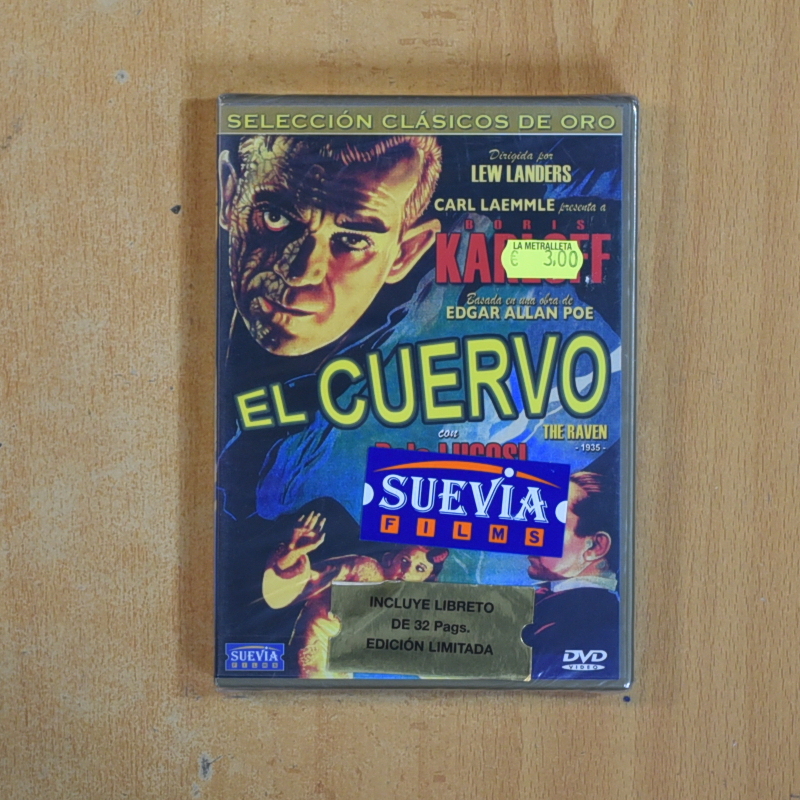 SELECCIÓN CLÁSICOS DE ORO
Dirigida por
LEW LANDERS
CARL LAEMMLE presenta a
BORIS
LA METRALLETA
€ 3,00
Basada en una obra de
EDGAR ALLAN POE
EL CUERVO
con
THE RAVEN
- 1935 -
SUEVIA
FILMS
INCLUYE LIBRETO
DE 32 Pags.
EDICIÓN LIMITADA
SUEVIA
FILMS
DVD
VIDEO